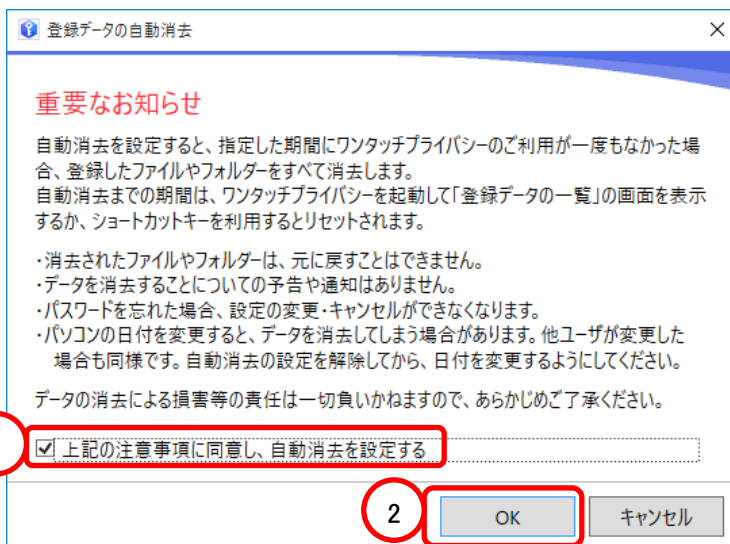 登録データの自動消去
重要なお知らせ
自動消去を設定すると、指定した期間にワンタッチプライバシーのご利用が一度もなかった場
合、登録したファイルやフォルダーをすべて消去します。
自動消去までの期間は、ワンタッチプライバシーを起動して「登録データの一覧」の画面を表示
するか、ショートカットキーを利用するとリセットされます。
・消去されたファイルやフォルダーは、元に戻すことはできません。
・データを消去することについての予告や通知はありません。
・パスワードを忘れた場合、設定の変更・キャンセルができなくなります。
・パソコンの日付を変更すると、データを消去してしまう場合があります。他ユーザが変更した
場合も同様です。自動消去の設定を解除してから、日付を変更するようにしてください。
データの消去による損害等の責任は一切負いかねますので、あらかじめご了承ください。
上記の注意事項に同意し、自動消去を設定する
2
OK
キャンセル